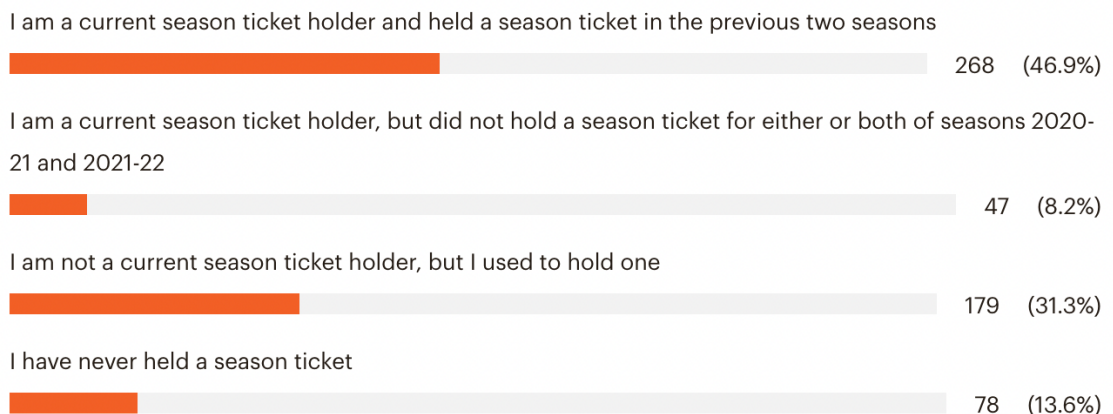 I am a current season ticket holder and held a season ticket in the previous two seasons
268 (46.9%)
I am a current season ticket holder, but did not hold a season ticket for either or both of seasons 2020-
21 and 2021-22
47 (8.2%)
I am not a current season ticket holder, but I used to hold one
179 (31.3%)
I have never held a season ticket
78 (13.6%)